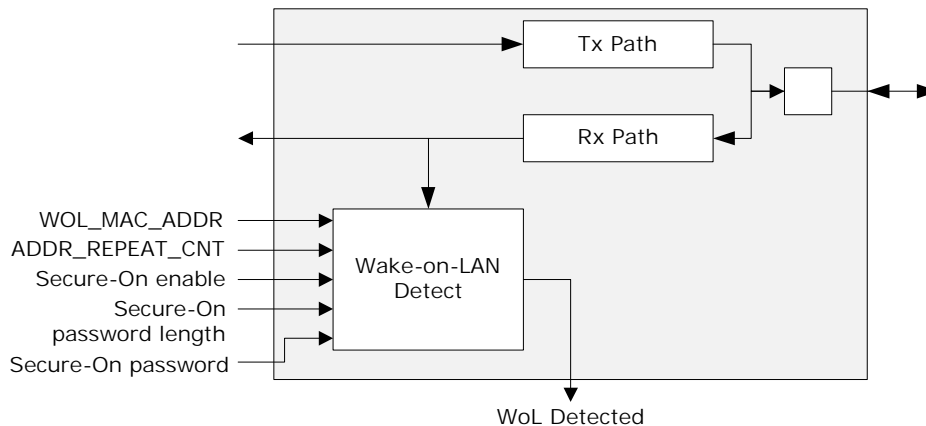 Tx Path
Rx Path
WOL_MAC_ADDR
ADDR_REPEAT_CNT
Secure-On enable
Secure-On
password length
Secure-On password
Wake-on-LAN
Detect
WoL Detected